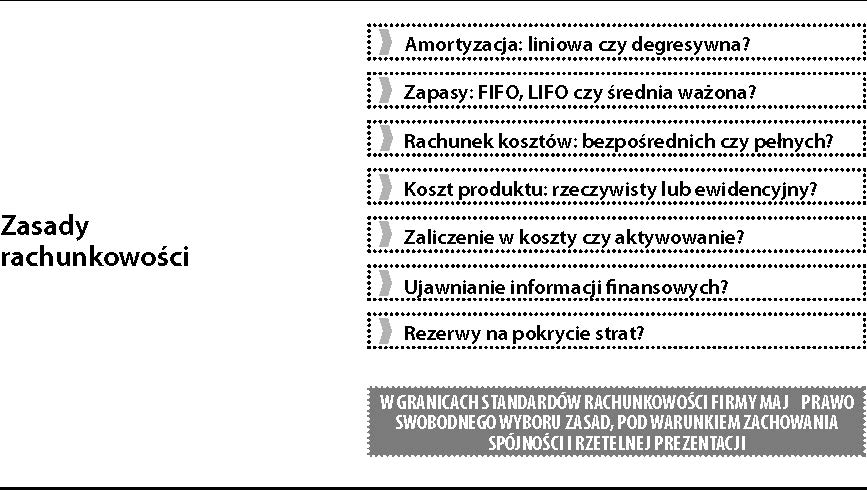 Amortyzacja: liniowa czy degresywna?
Zapasy: FIFO, LIFO czy średnia ważona?
Rachunek kosztów: bezpośrednich czy pełnych?
Koszt produktu: rzeczywisty lub ewidencyjny?
Zasady
rachunkowości
Zaliczenie w koszty czy aktywowanie?
Ujawnianie informacji finansowych?
Rezerwy na pokrycie strat?
W GRANICACH STANDARDÓW RACHUNKOWOŚCI FIRMY MAJ PRAWO
SWOBODNEGO WYBORU ZASAD, POD WARUNKIEM ZACHOWANIA
SPÓJNOŚCI I RZETELNEJ PREZENTACJI